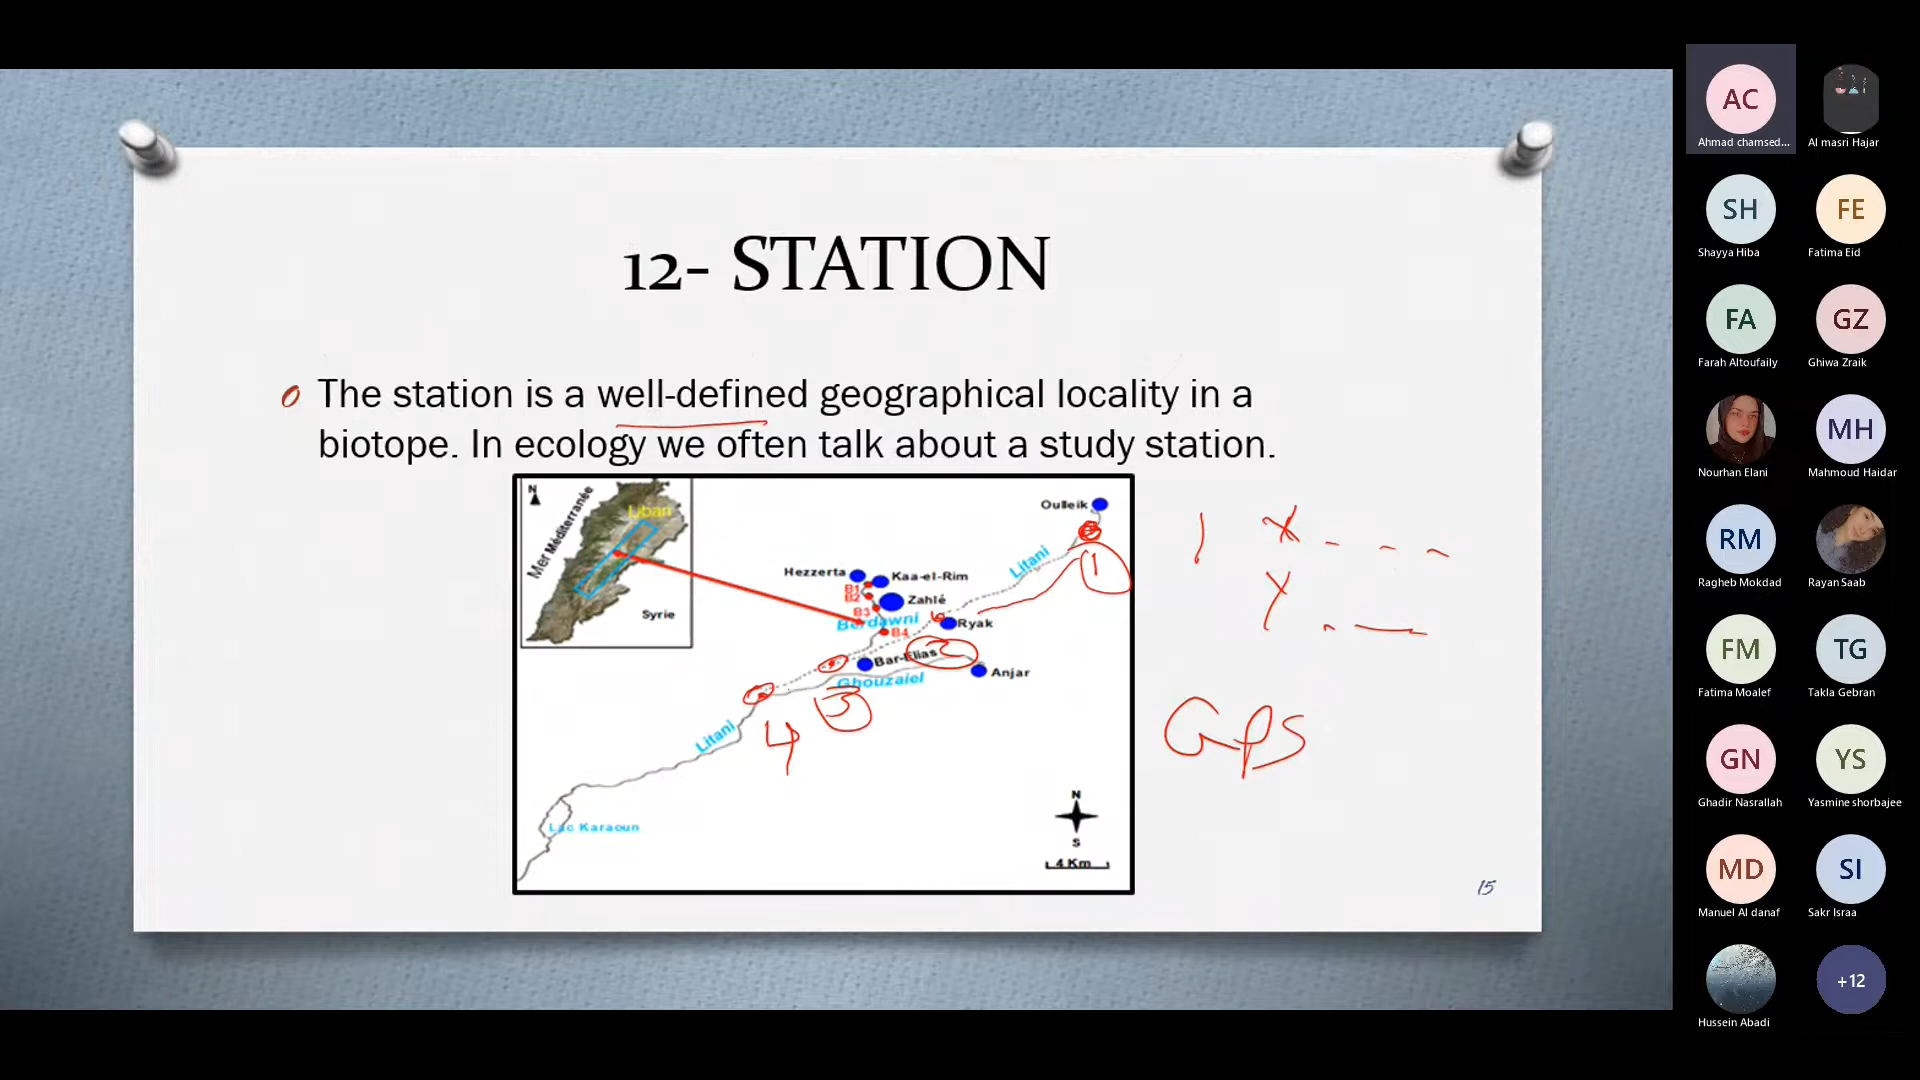 12- STATION
The station is a well-defined geographical locality in a
biotope. In ecology we often talk about a study station.
N
Mer Méditerranée
Liban
Syrie
Oulleik
Litani
Hezzerta
Kaa-el-Rim
B1
B2
Zahlé
B3
Berdawni
B4
Ryak
Bar-Elias
Anjar
Ghouzaiel
Litani
Lac Karaoun
N
S
4 Km
1
2
3
4
1 X
Y
GPS
15
AC
Ahmad chamsed...
Al masri Hajar
SH
Shayya Hiba
FE
Fatima Eid
FA
Farah Altoufaily
GZ
Ghiwa Zraik
Nourhan Elani
MH
Mahmoud Haidar
RM
Ragheb Mokdad
Rayan Saab
FM
Fatima Moalef
TG
Takla Gebran
GN
Ghadir Nasrallah
YS
Yasmine shorbajee
MD
Manuel Al danaf
SI
Sakr Israa
Hussein Abadi
+12